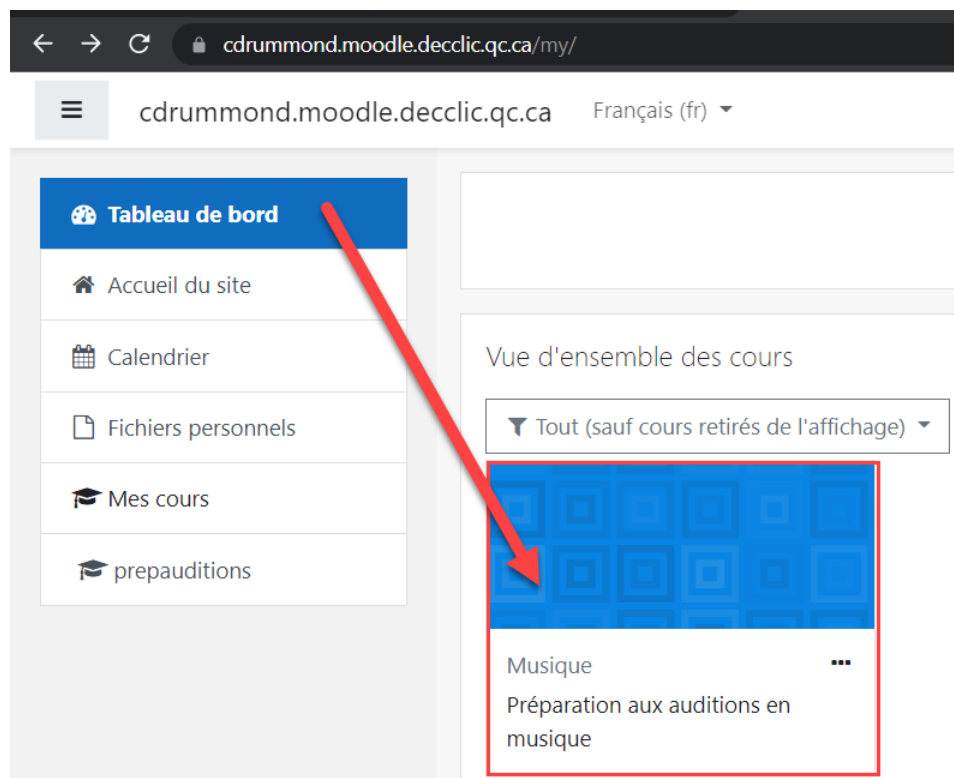 cdrummond.moodle.decclic.qc.ca/my/
cdrummond.moodle.decclic.qc.ca Français (fr)
Tableau de bord
Accueil du site
Calendrier
Fichiers personnels
Mes cours
prepauditions
Vue d'ensemble des cours
Tout (sauf cours retirés de l'affichage)
Musique
Préparation aux auditions en
musique